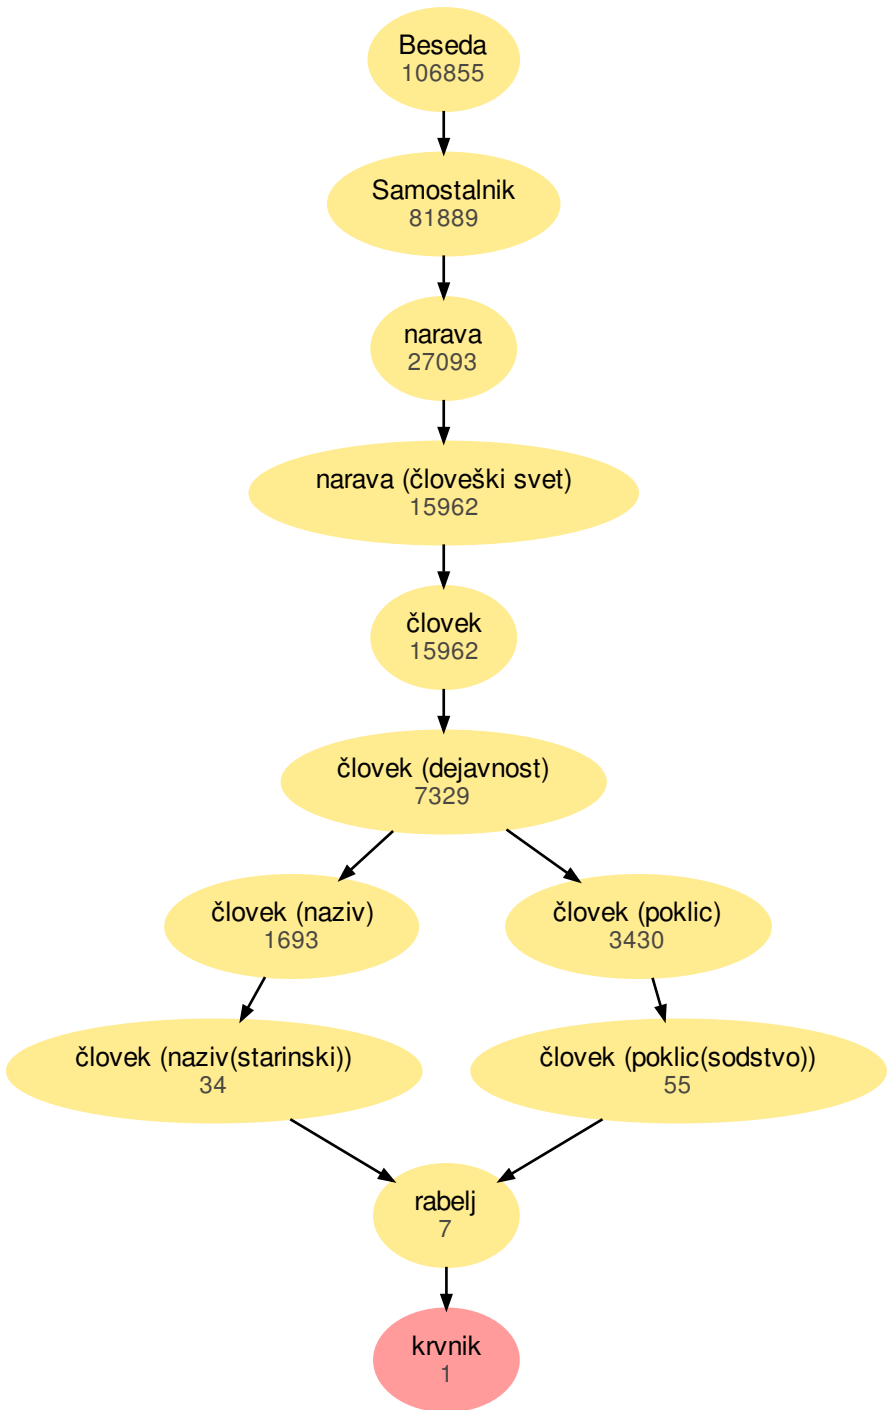 Beseda
106855
Samostalnik
81889
narava
27093
narava (človeški svet)
15962
človek
15962
človek (dejavnost)
7329
človek (naziv)
1693
človek (poklic)
3430
človek (naziv(starinski))
34
človek (poklic(sodstvo))
55
rabelj
7
krvnik
1